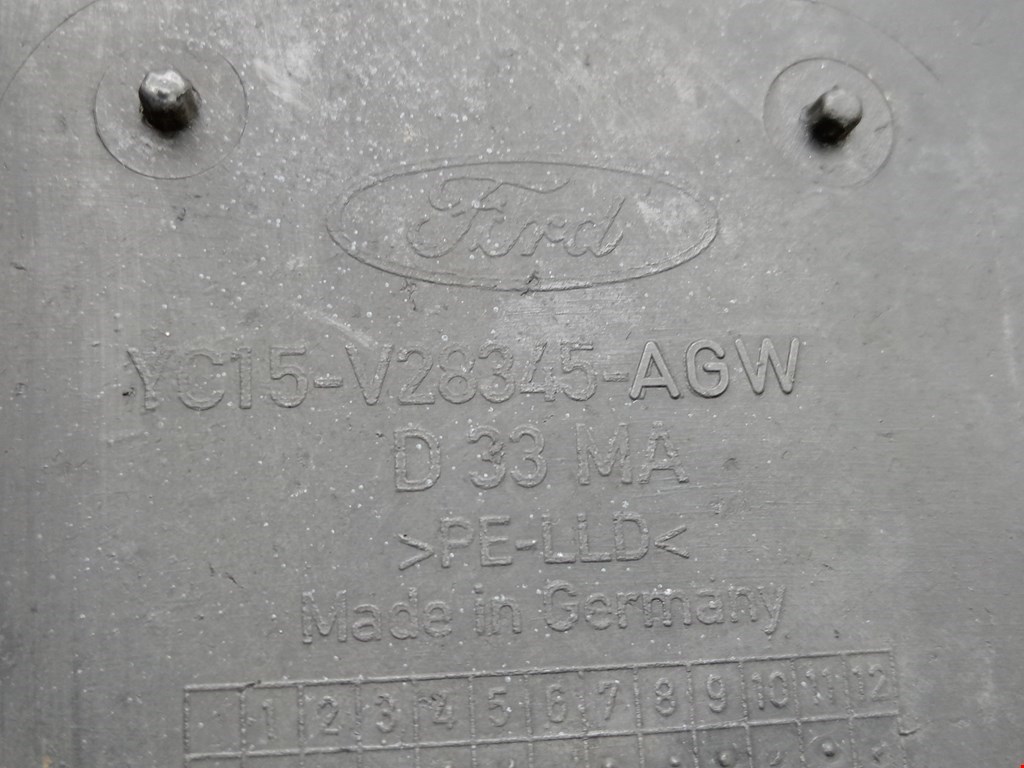 Ford
YC15-V28345-AGW
D 33 MA
>PE-LLD<
Made in Germany
1 2 3 4 5 6 7 8 9 10 11 12